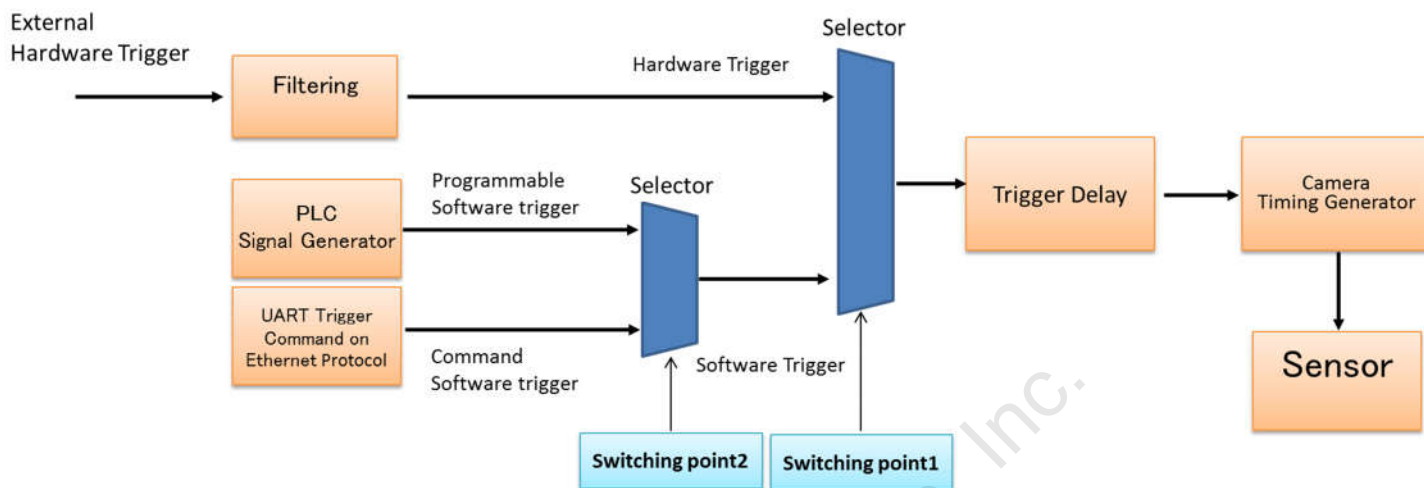 External
Hardware Trigger
Filtering
Hardware Trigger
Selector
PLC
Signal Generator
Programmable
Software trigger
Selector
Trigger Delay
Camera
Timing Generator
UART Trigger
Command on
Ethernet Protocol
Command
Software trigger
Software Trigger
Sensor
Switching point2
Switching point1
Inc.